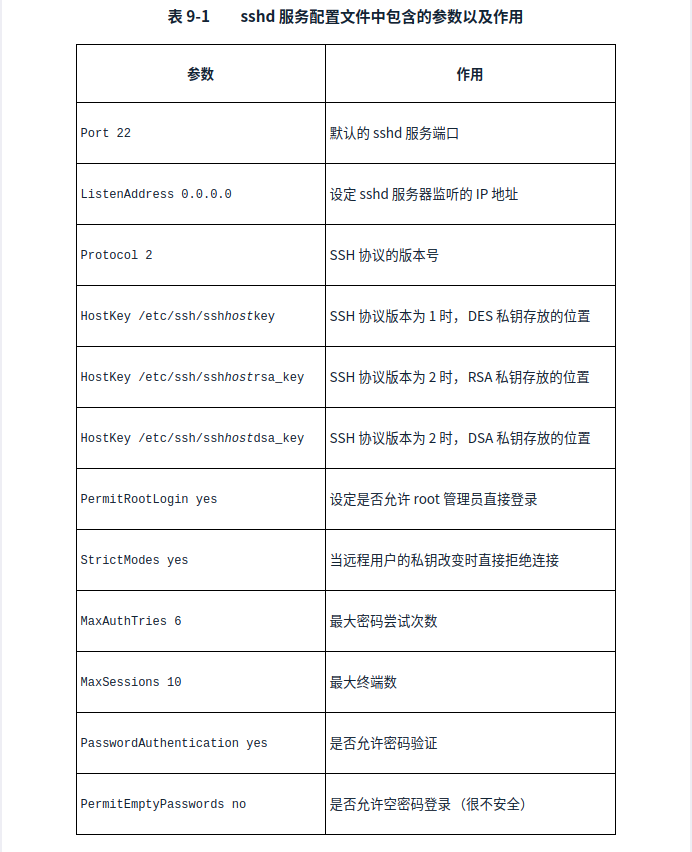 表 9-1 sshd 服务配置文件中包含的参数以及作用
参数 作用
Port 22 默认的 sshd 服务端口
ListenAddress 0.0.0.0 设定 sshd 服务器监听的 IP 地址
Protocol 2 SSH 协议的版本号
HostKey /etc/ssh/sshhostkey SSH 协议版本为 1 时，DES 私钥存放的位置
HostKey /etc/ssh/sshhostrsa_key SSH 协议版本为 2 时，RSA 私钥存放的位置
HostKey /etc/ssh/sshhostdsa_key SSH 协议版本为 2 时，DSA 私钥存放的位置
PermitRootLogin yes 设定是否允许 root 管理员直接登录
StrictModes yes 当远程用户的私钥改变时直接拒绝连接
MaxAuthTries 6 最大密码尝试次数
MaxSessions 10 最大终端数
PasswordAuthentication yes 是否允许密码验证
PermitEmptyPasswords no 是否允许空密码登录（很不安全）